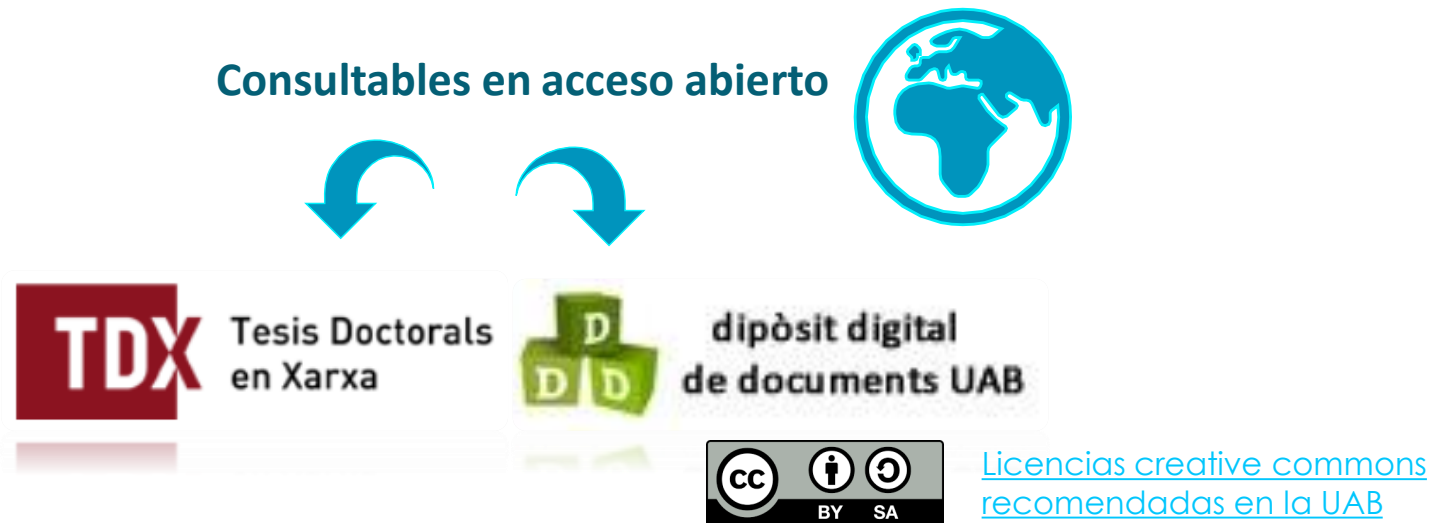 Consultables en acceso abierto
TDX
Tesis Doctorals
en Xarxa
D
D D
dipòsit digital
de documents UAB
cc
BY SA
Licencias creative commons
recomendadas en la UAB